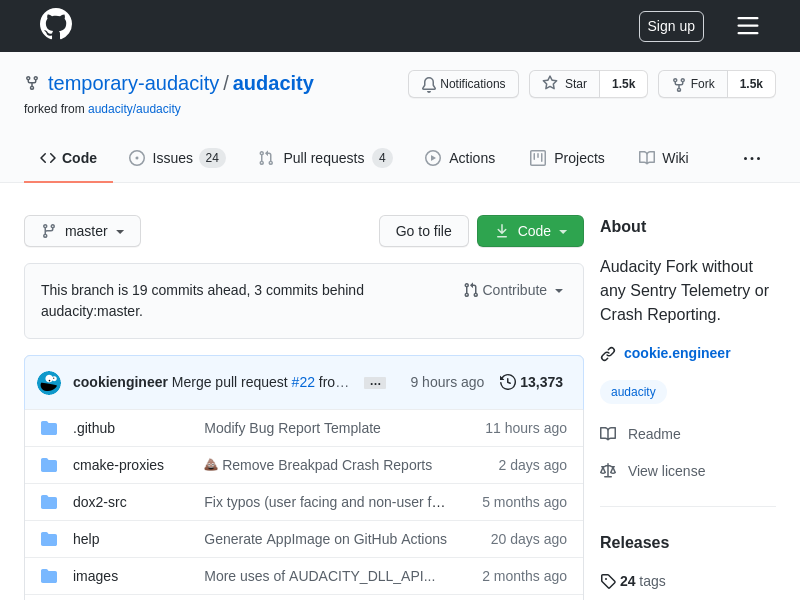 Sign up
temporary-audacity / audacity
forked from audacity/audacity
Notifications
Star 1.5k
Fork 1.5k
Code
Issues 24
Pull requests 4
Actions
Projects
Wiki
master
Go to file
Code
This branch is 19 commits ahead, 3 commits behind
audacity:master.
Contribute
cookiengineer Merge pull request #22 fro… … 9 hours ago 13,373
.github Modify Bug Report Template 11 hours ago
cmake-proxies 💩 Remove Breakpad Crash Reports 2 days ago
dox2-src Fix typos (user facing and non-user f… 5 months ago
help Generate AppImage on GitHub Actions 20 days ago
images More uses of AUDACITY_DLL_API... 2 months ago
About
Audacity Fork without
any Sentry Telemetry or
Crash Reporting.
cookie.engineer
audacity
Readme
View license
Releases
24 tags